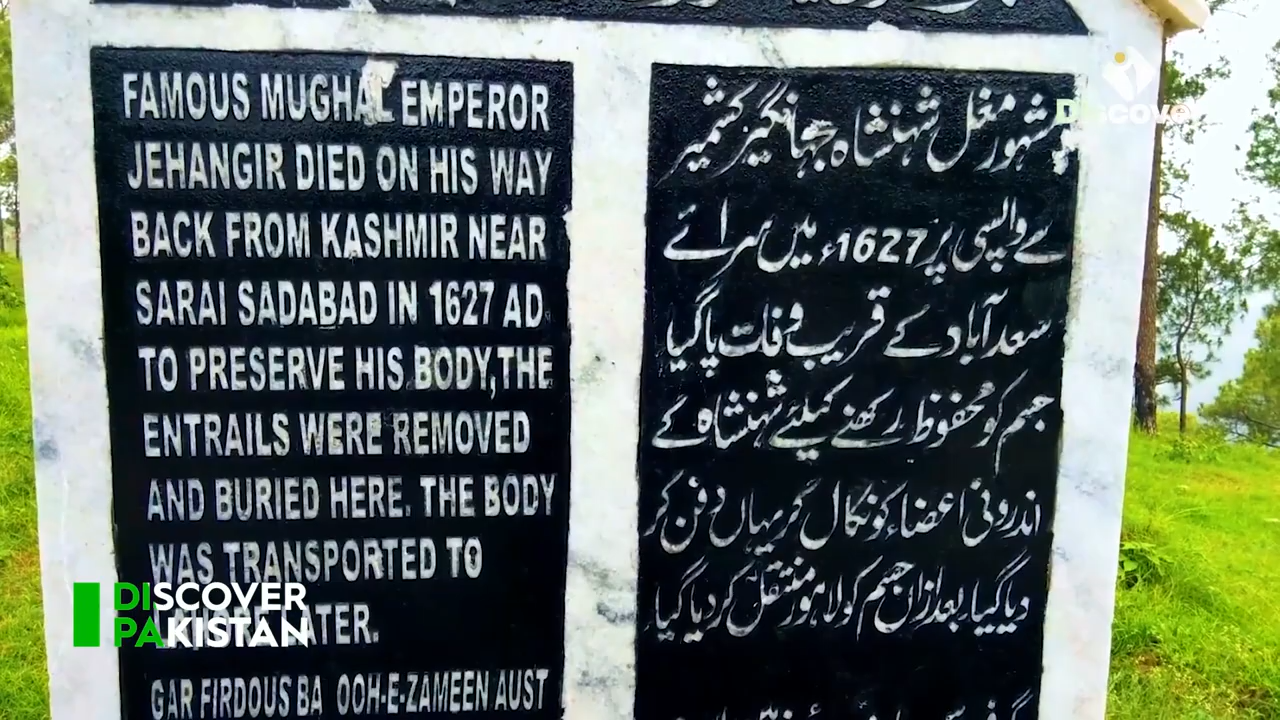 FAMOUS MUGHAL EMPEROR
JEHANGIR DIED ON HIS WAY
BACK FROM KASHMIR NEAR
SARAI SADABAD IN 1627 AD
TO PRESERVE HIS BODY,THE
ENTRAILS WERE REMOVED
AND BURIED HERE. THE BODY
WAS TRANSPORTED TO
LAHORE LATER.
GAR FIRDOUS BA OOH-E-ZAMEEN AUST
مشہور مغل شہنشاہ جہانگیر کشمیر
سے واپسی پر 1627ء میں سرائے
سعدآباد کے قریب وفات پا گیا
جسم کو محفوظ رکھنے کیلئے شہنشاہ کے
اندرونی اعضاء کو نکال کر یہاں دفن کر
دیا گیا۔ بعدازاں جسم کو لاہور منتقل کر دیا گیا۔
Discover
DISCOVER
PAKISTAN